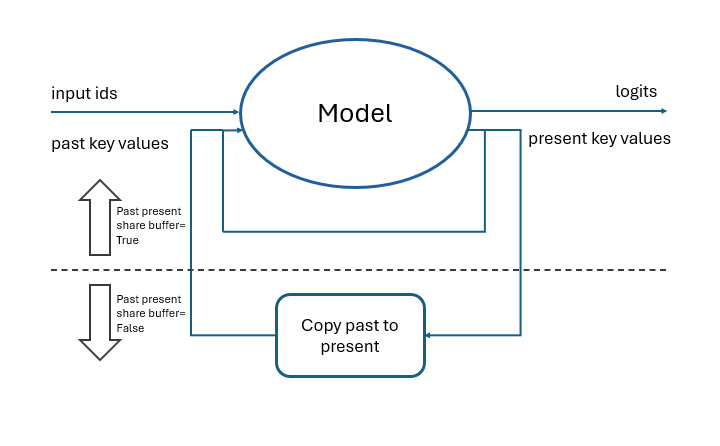 input ids
logits
Model
past key values
present key values
Past present
share buffer=
True
Past present
share buffer=
False
Copy past to
present